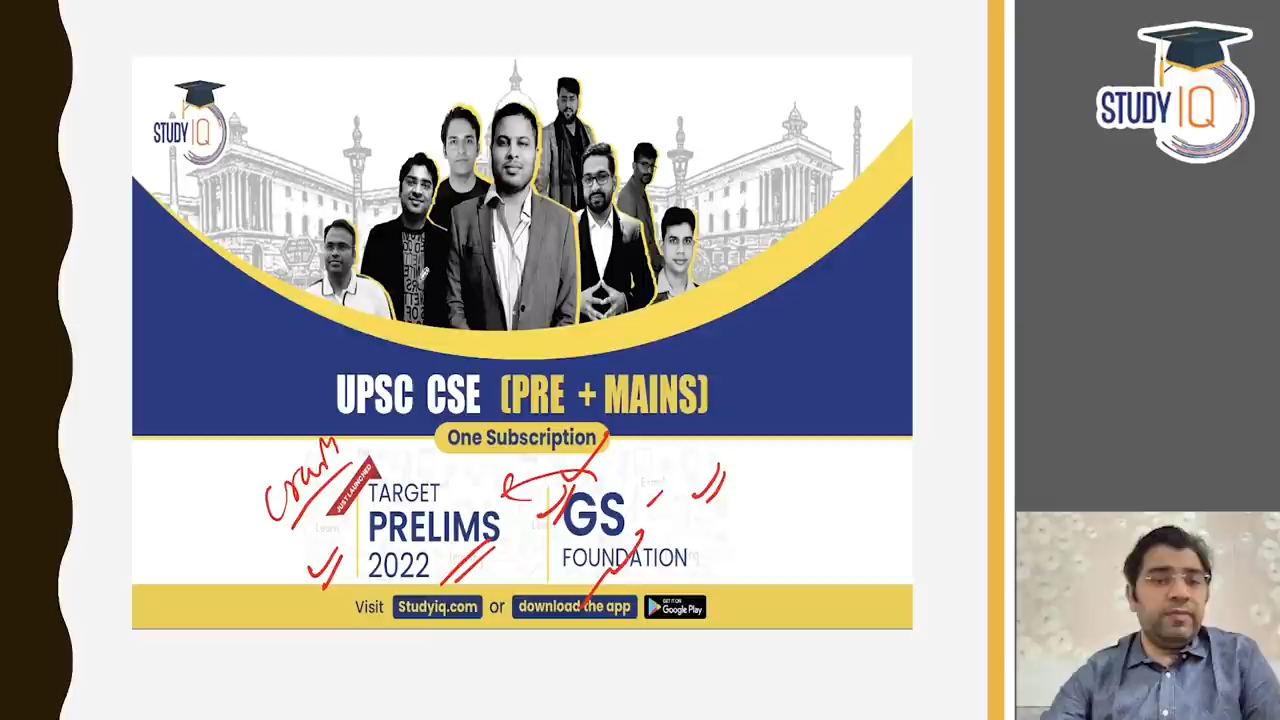 STUDY IQ
STUDY IQ
UPSC CSE (PRE + MAINS)
One Subscription
JUST LAUNCHED
TARGET
PRELIMS
2022
GS
FOUNDATION
Visit Studyiq.com or download the app GET IT ON Google Play